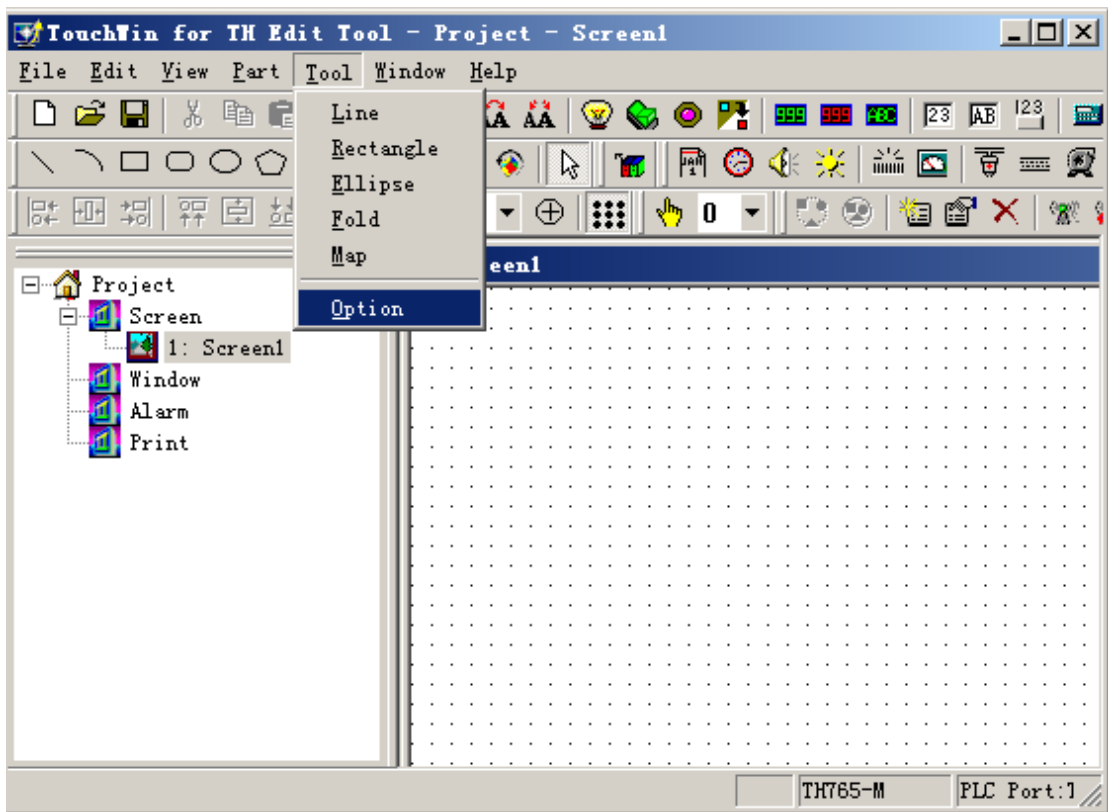 TouchWin for TH Edit Tool - Project - Screen1
File Edit View Part Tool Window Help
Line
Rectangle
Ellipse
Fold
Map
Option
AA
999 999 ABC 23 AB 123
0
een1
Project
Screen
1: Screen1
Window
Alarm
Print
TH765-M
PLC Port: